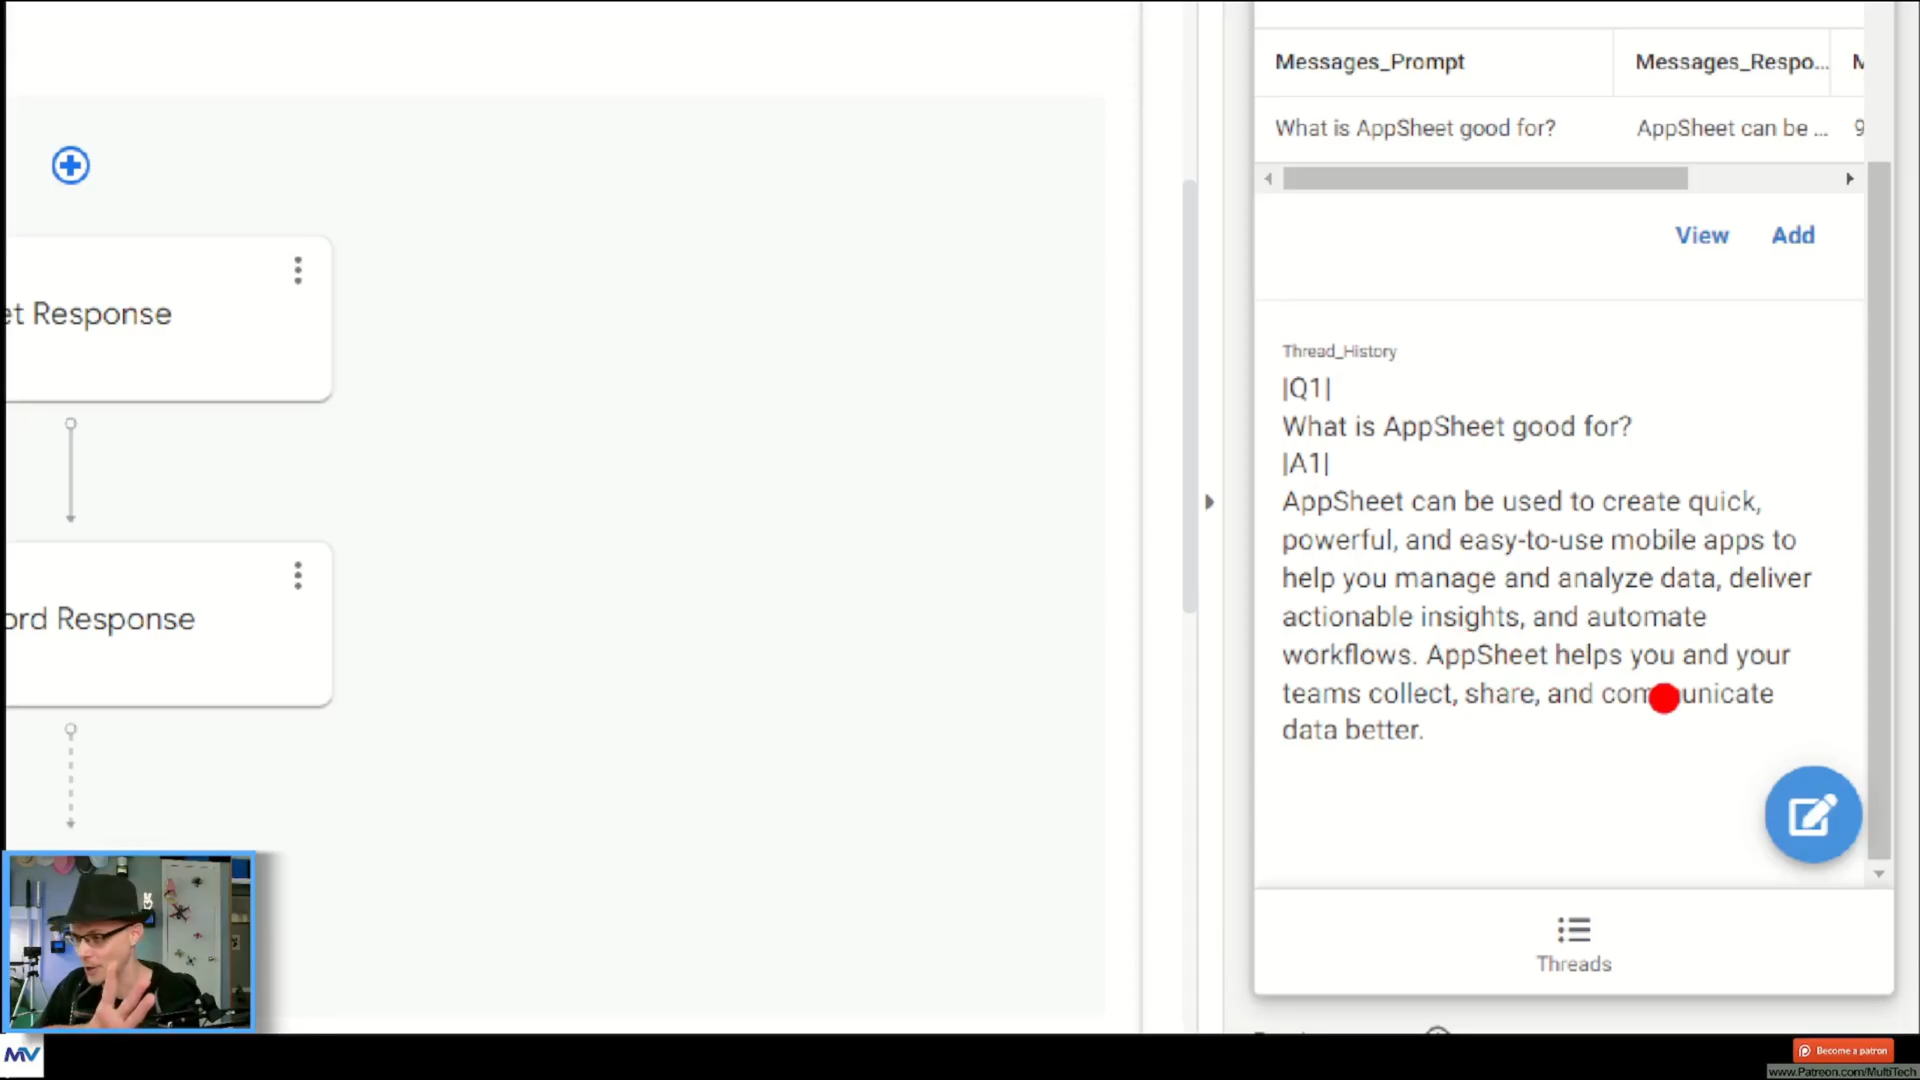 et Response
ord Response
Messages_Prompt
Messages_Respo...
M
What is AppSheet good for?
AppSheet can be ...
9
View
Add
Thread_History
|Q1|
What is AppSheet good for?
|A1|
AppSheet can be used to create quick,
powerful, and easy-to-use mobile apps to
help you manage and analyze data, deliver
actionable insights, and automate
workflows. AppSheet helps you and your
teams collect, share, and communicate
data better.
Threads
MV
Become a patron
www.Patreon.com/MultiTech